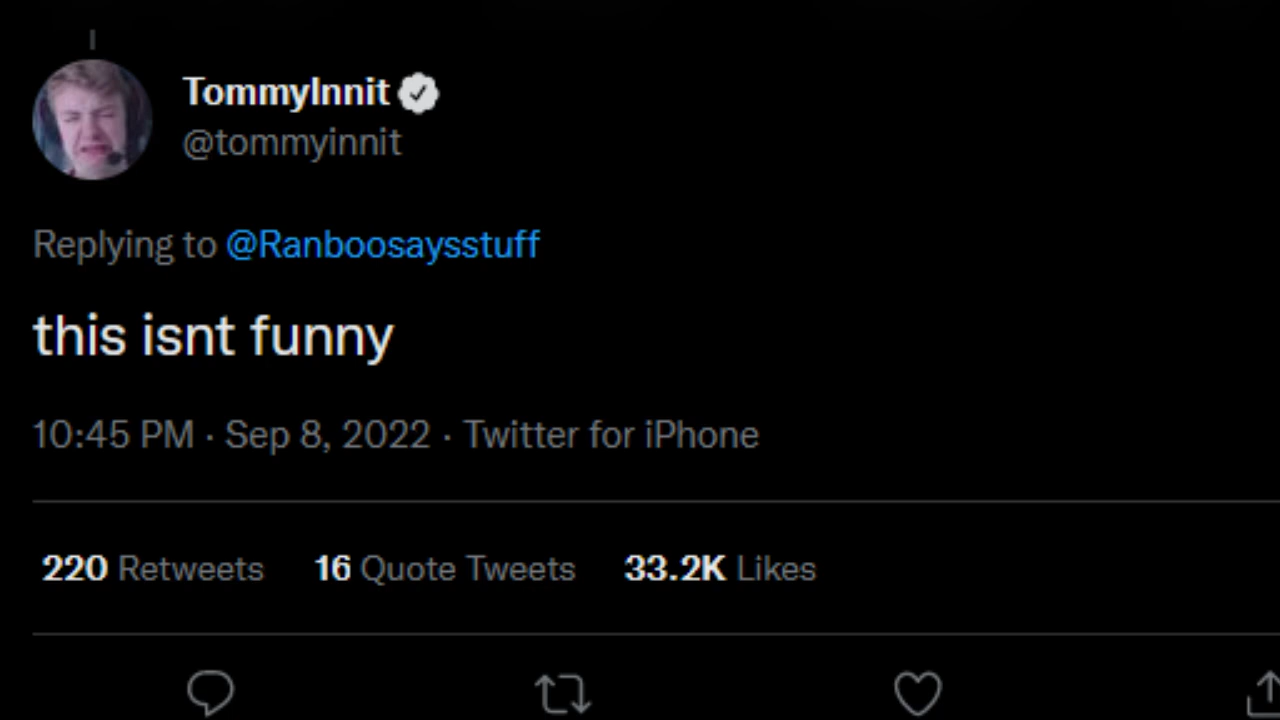 TommyInnit
@tommyinnit
Replying to @Ranboosaysstuff
this isnt funny
10:45 PM · Sep 8, 2022 · Twitter for iPhone
220 Retweets 16 Quote Tweets 33.2K Likes